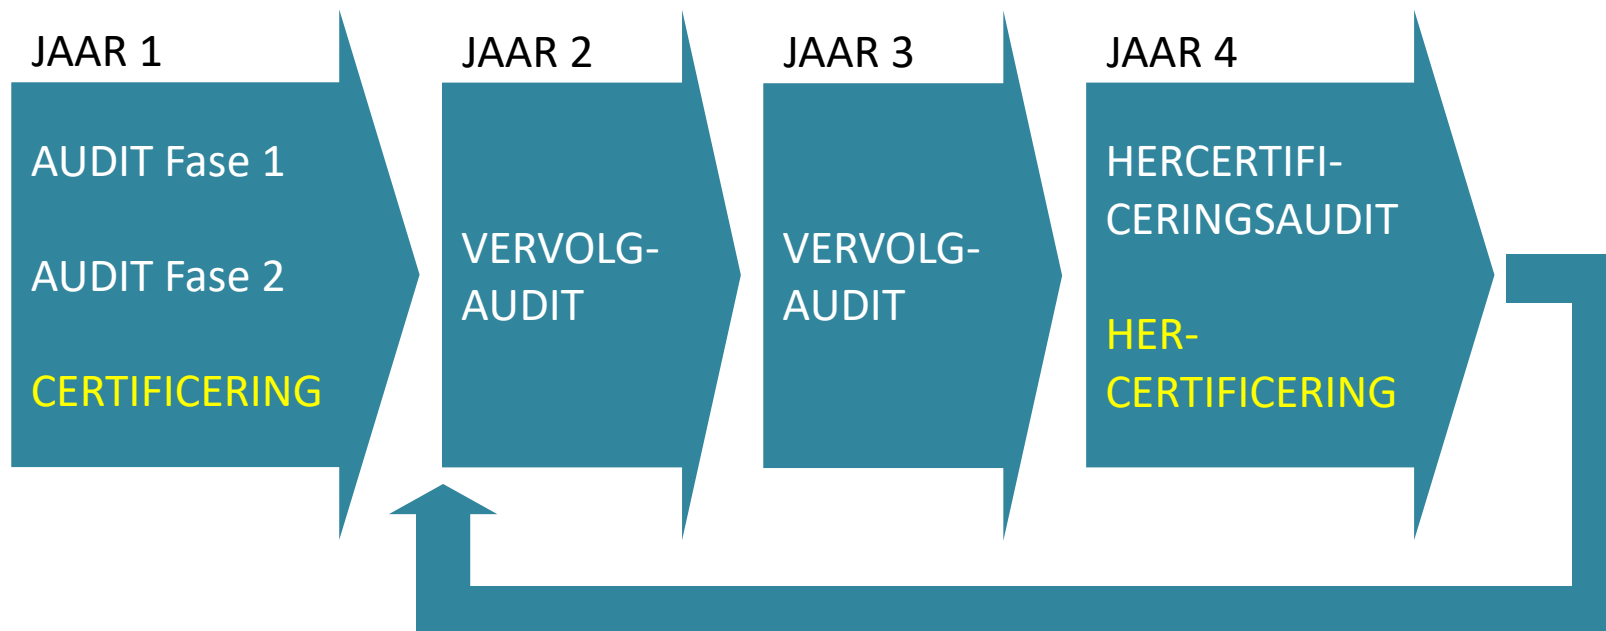 JAAR 1
AUDIT Fase 1
AUDIT Fase 2
CERTIFICERING
JAAR 2
VERVOLG-
AUDIT
JAAR 3
VERVOLG-
AUDIT
JAAR 4
HERCERTIFI-
CERINGSAUDIT
HER-
CERTIFICERING